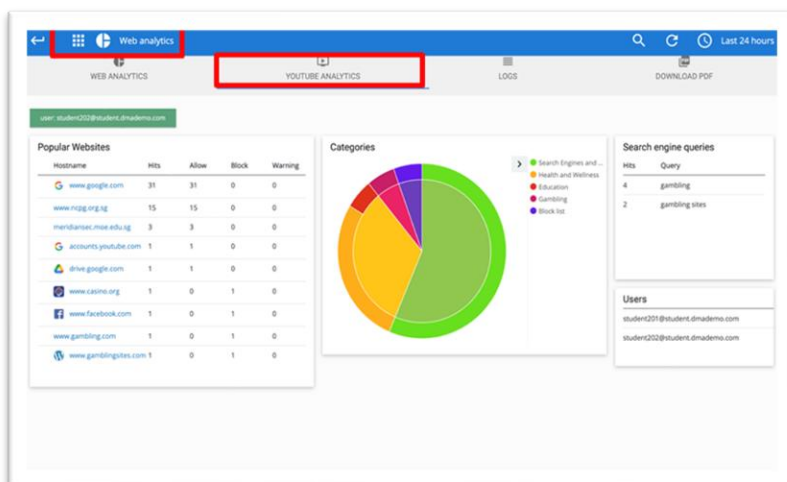 Web analytics
Last 24 hours
WEB ANALYTICS
YOUTUBE ANALYTICS
LOGS
DOWNLOAD PDF
user: student202@student.dmademo.com
Popular Websites
Hostname Hits Allow Block Warning
www.google.com 31 31 0 0
www.ncpg.org.sg 15 15 0 0
meridiansec.moe.edu.sg 3 3 0 0
accounts.youtube.com 1 1 0 0
drive.google.com 1 1 0 0
www.casino.org 1 0 1 0
www.facebook.com 1 0 1 0
www.gambling.com 1 0 1 0
www.gamblingsites.com 1 0 1 0
Categories
Search Engines and ...
Health and Wellness
Education
Gambling
Block list
Search engine queries
Hits Query
4 gambling
2 gambling sites
Users
student201@student.dmademo.com
student202@student.dmademo.com